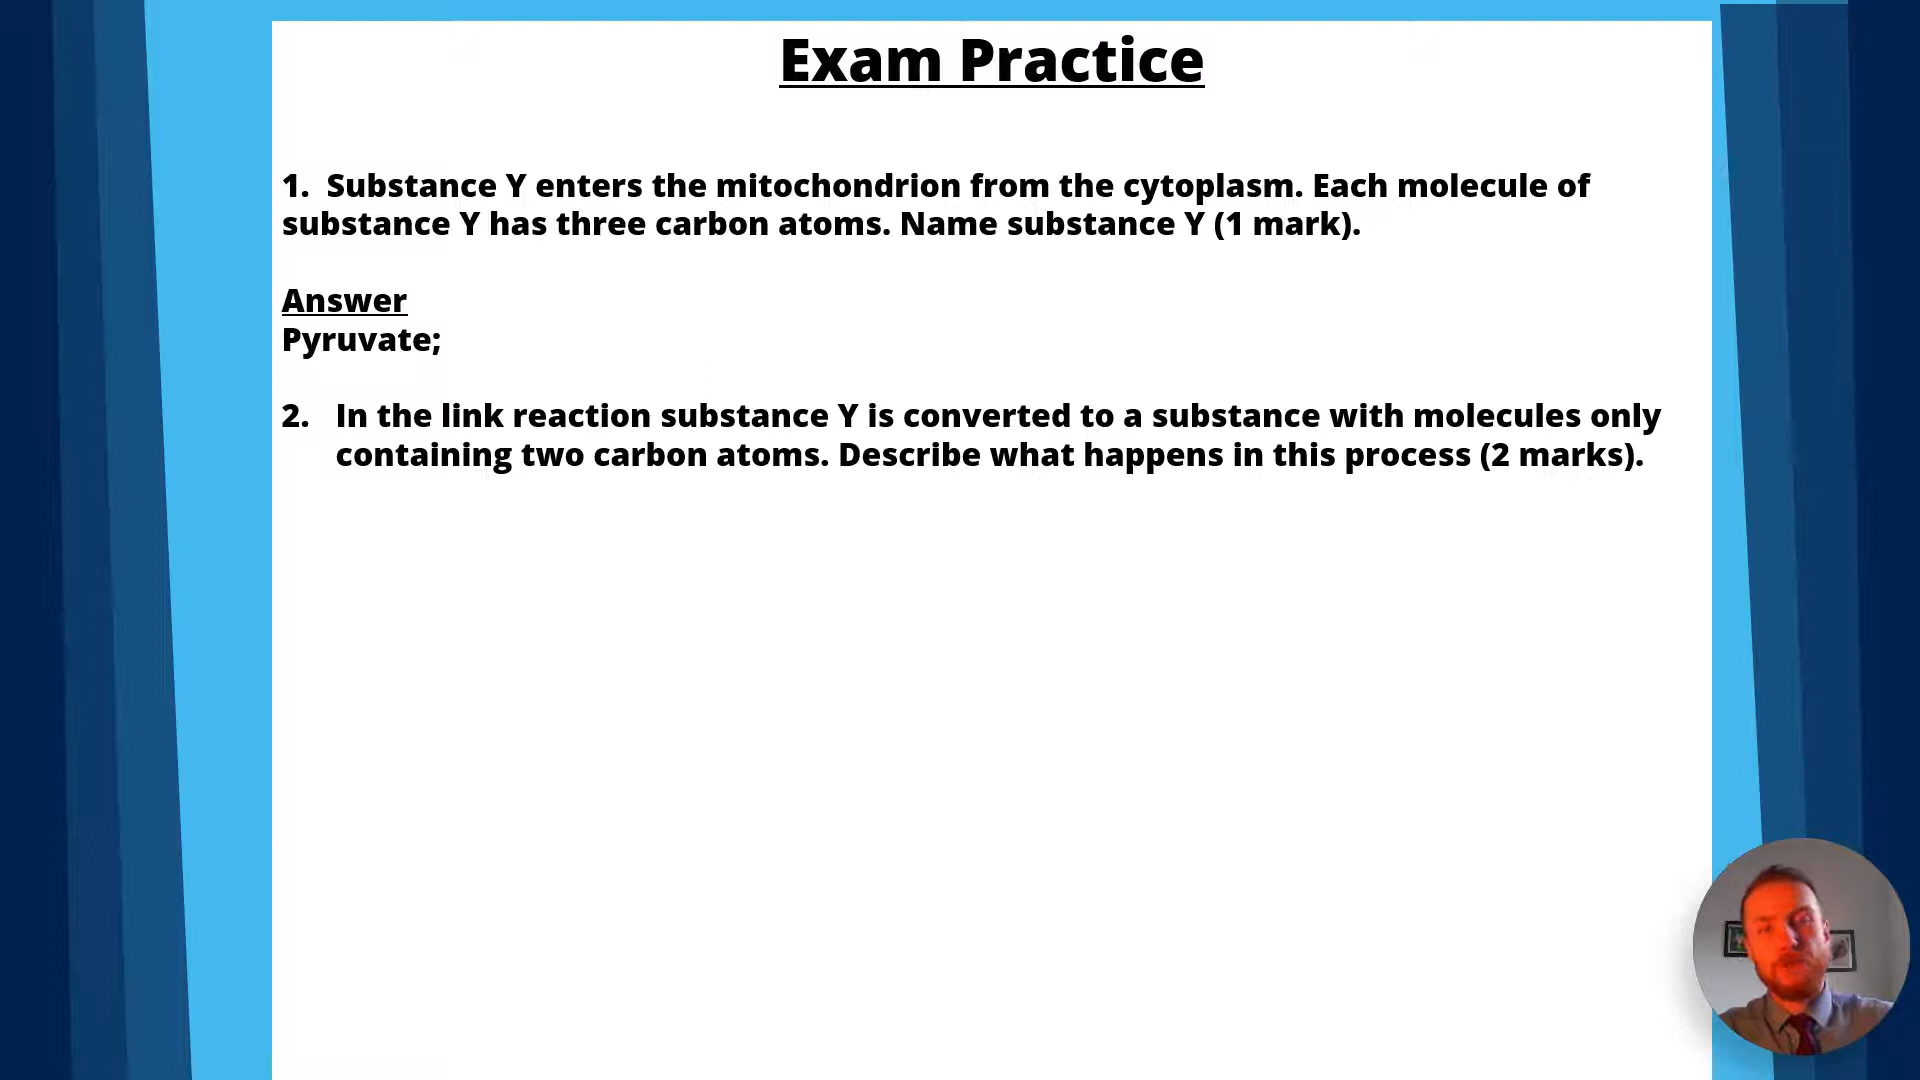 Exam Practice
1. Substance Y enters the mitochondrion from the cytoplasm. Each molecule of
substance Y has three carbon atoms. Name substance Y (1 mark).
Answer
Pyruvate;
2. In the link reaction substance Y is converted to a substance with molecules only
containing two carbon atoms. Describe what happens in this process (2 marks).